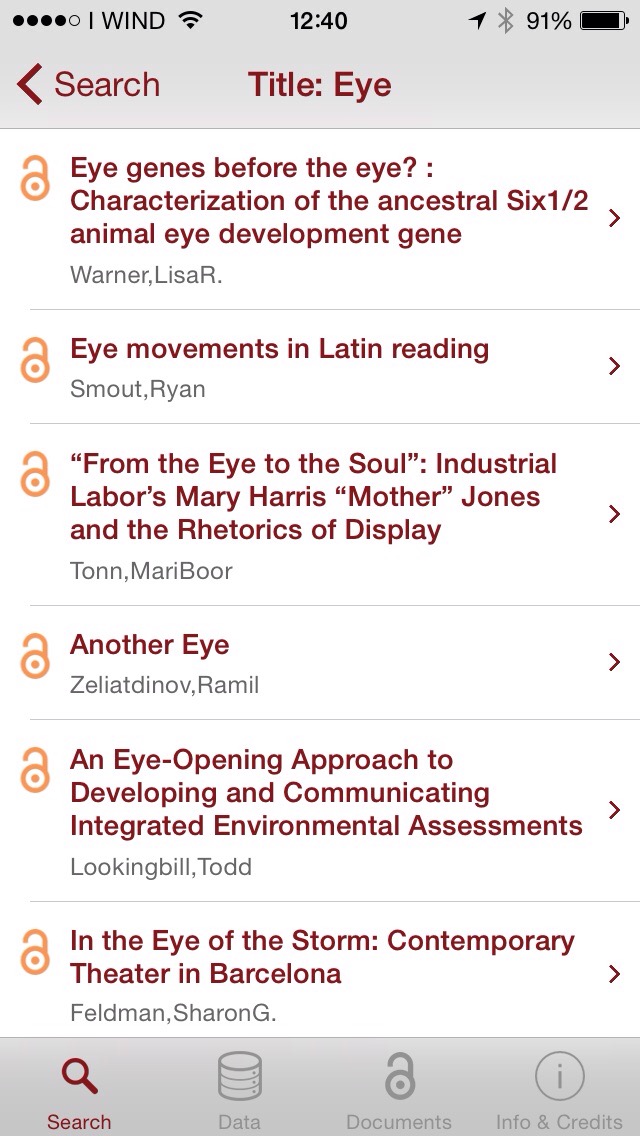 I WIND 12:40 91%
Search Title: Eye
Eye genes before the eye? :
Characterization of the ancestral Six1/2
animal eye development gene
Warner,LisaR.
Eye movements in Latin reading
Smout,Ryan
“From the Eye to the Soul”: Industrial
Labor’s Mary Harris “Mother” Jones
and the Rhetorics of Display
Tonn,MariBoor
Another Eye
Zeliatdinov,Ramil
An Eye-Opening Approach to
Developing and Communicating
Integrated Environmental Assessments
Lookingbill,Todd
In the Eye of the Storm: Contemporary
Theater in Barcelona
Feldman,SharonG.
Search Data Documents Info & Credits